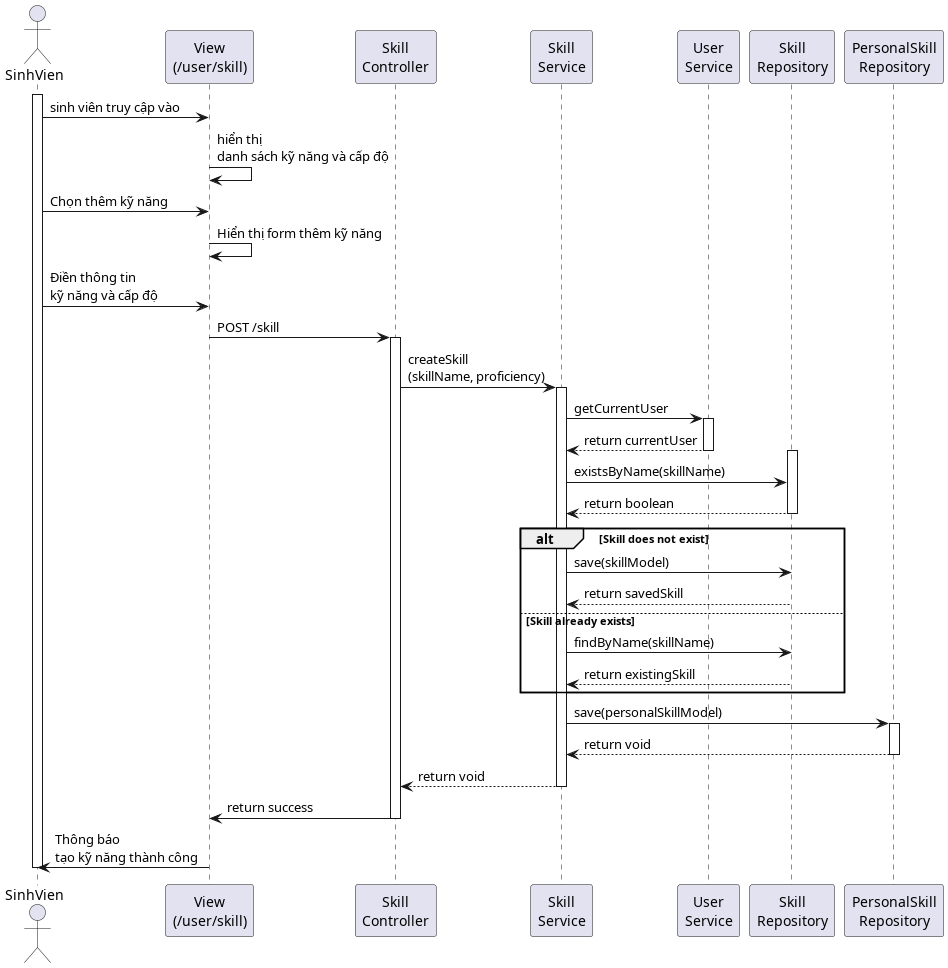 SinhVien
View
(/user/skill)
Skill
Controller
Skill
Service
User
Service
Skill
Repository
PersonalSkill
Repository
sinh viên truy cập vào
hiển thị
danh sách kỹ năng và cấp độ
Chọn thêm kỹ năng
Hiển thị form thêm kỹ năng
Điền thông tin
kỹ năng và cấp độ
POST /skill
createSkill
(skillName, proficiency)
getCurrentUser
return currentUser
existsByName(skillName)
return boolean
alt [Skill does not exist]
save(skillModel)
return savedSkill
[Skill already exists]
findByName(skillName)
return existingSkill
save(personalSkillModel)
return void
return void
return success
Thông báo
tạo kỹ năng thành công
SinhVien
View
(/user/skill)
Skill
Controller
Skill
Service
User
Service
Skill
Repository
PersonalSkill
Repository